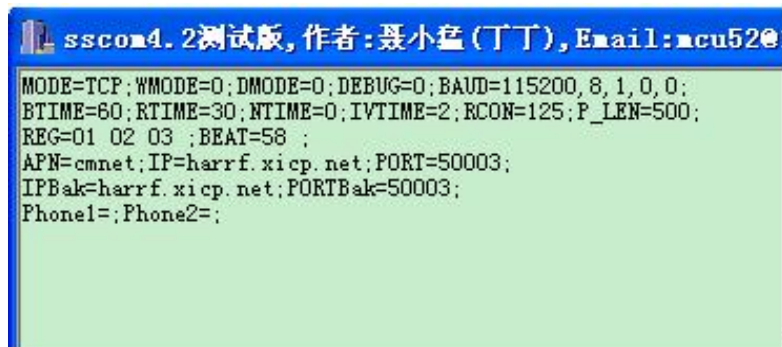 sscom4.2测试版,作者:聂小猛(丁丁),Email:mcu52@
MODE=TCP;WMODE=0;DMODE=0;DEBUG=0;BAUD=115200,8,1,0,0;
BTIME=60;RTIME=30;NTIME=0;IVTIME=2;RCON=125;P_LEN=500;
REG=01 02 03 ;BEAT=58 ;
APN=cmnet;IP=harrf.xicp.net;PORT=50003;
IPBak=harrf.xicp.net;PORTBak=50003;
Phone1=;Phone2=;